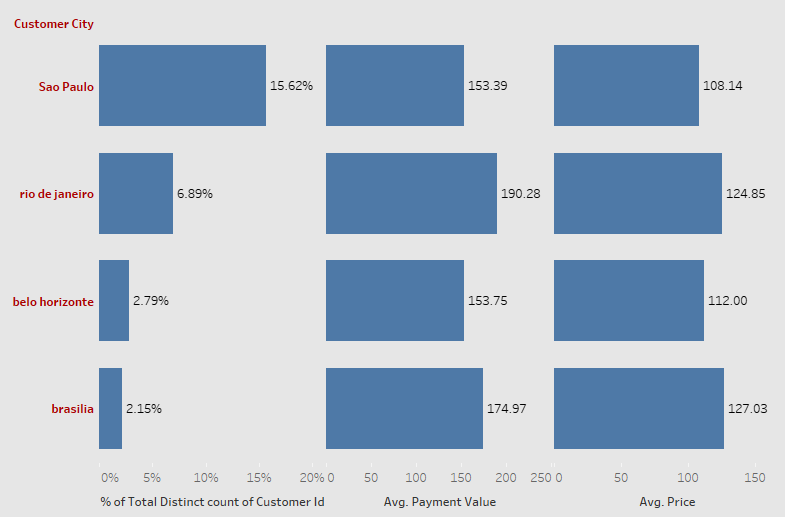 Customer City
Sao Paulo 15.62% 153.39 108.14
rio de janeiro 6.89% 190.28 124.85
belo horizonte 2.79% 153.75 112.00
brasilia 2.15% 174.97 127.03
0% 5% 10% 15% 20% 0 50 100 150 200 250 0 50 100 150
% of Total Distinct count of Customer Id Avg. Payment Value Avg. Price